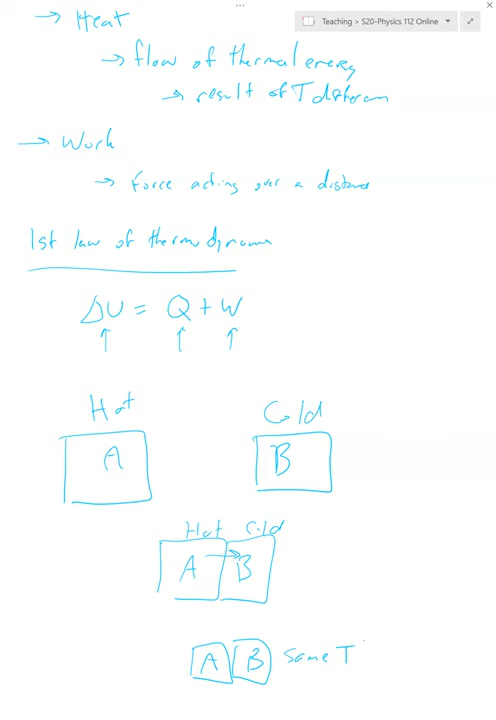 Teaching > S20-Physics 112 Online
→ Heat
→ flow of thermal energy
→ result of T
→ Work
→ Force acting over a distance
1st law of thermodynamics
ΔU = Q + W
↑ ↑ ↑
Hot Cold
A B
Hot Cold
A → B
A B same T